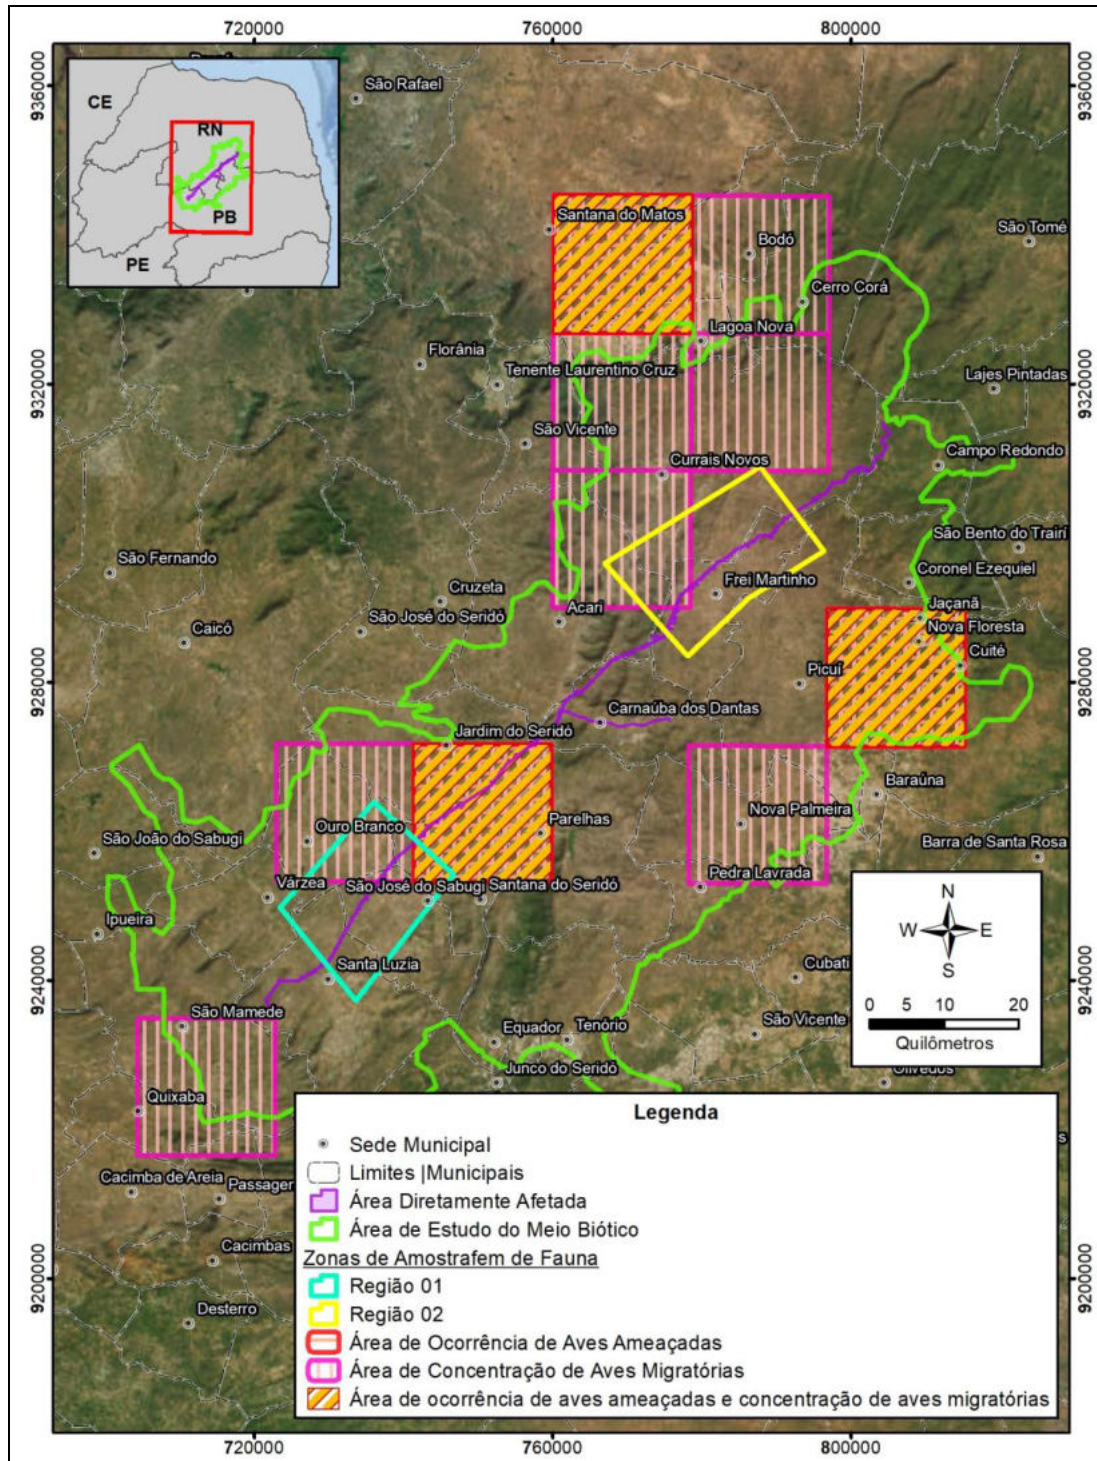 720000
760000
800000
9360000
9360000
São Rafael
CE
RN
PB
PE
Santana do Matos
Bodó
São Tomé
Cerro Corá
Lagoa Nova
Florânia
9320000
9320000
Tenente Laurentino Cruz
Lajes Pintadas
São Vicente
Campo Redondo
Currais Novos
São Bento do Trairí
São Fernando
Frei Martinho
Coronel Ezequiel
Cruzeta
Acari
Jaçanã
São José do Seridó
Nova Floresta
Caicó
Cuité
9280000
9280000
Picuí
Carnaúba dos Dantas
Jardim do Seridó
Baraúna
Nova Palmeira
Ouro Branco
Parelhas
São João do Sabugi
Barra de Santa Rosa
Pedra Lavrada
Várzea
São José do Sabugi
Santana do Seridó
Ipueira
N
W
E
S
Santa Luzia
Cubati
9240000
9240000
São Mamede
Equador
Tenório
São Vicente
0 5 10 20
Quilômetros
Junco do Seridó
Olivedos
Quixaba
Legenda
Sede Municipal
Limites |Municipais
Cacimba de Areia
Passager
Área Diretamente Afetada
Área de Estudo do Meio Biótico
Cacimbas
Zonas de Amostrafem de Fauna
9200000
9200000
Região 01
Desterro
Região 02
Área de Ocorrência de Aves Ameaçadas
Área de Concentração de Aves Migratórias
Área de ocorrência de aves ameaçadas e concentração de aves migratórias
720000
760000
800000